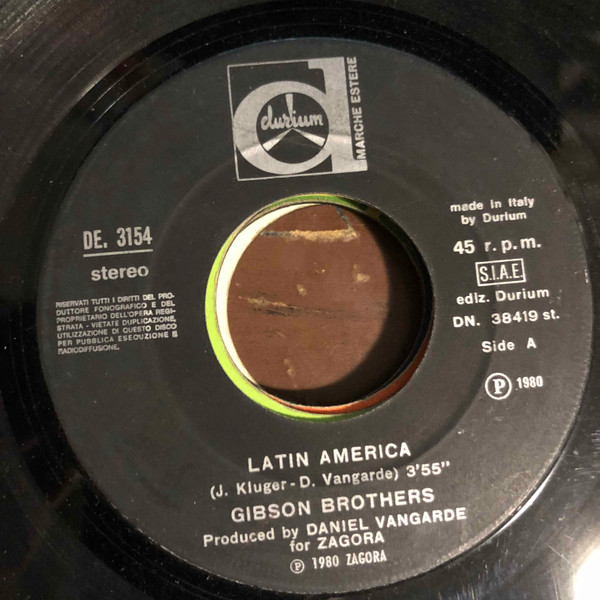 durium
MARCHE ESTERE
DE. 3154
stereo
RISERVATI TUTTI I DIRITTI DEL PRO-
DUTTORE FONOGRAFICO E DEL
PROPRIETARIO DELL'OPERA REGI-
STRATA - VIETATE DUPLICAZIONE,
UTILIZZAZIONE DI QUESTO DISCO
PER PUBBLICA ESECUZIONE E
RADIODIFFUSIONE.
made in Italy
by Durium
45 r.p.m.
S.I.A.E.
ediz. Durium
DN. 38419 st.
Side A
Ⓟ 1980
LATIN AMERICA
(J. Kluger - D. Vangarde) 3'55"
GIBSON BROTHERS
Produced by DANIEL VANGARDE
for ZAGORA
Ⓟ 1980 ZAGORA